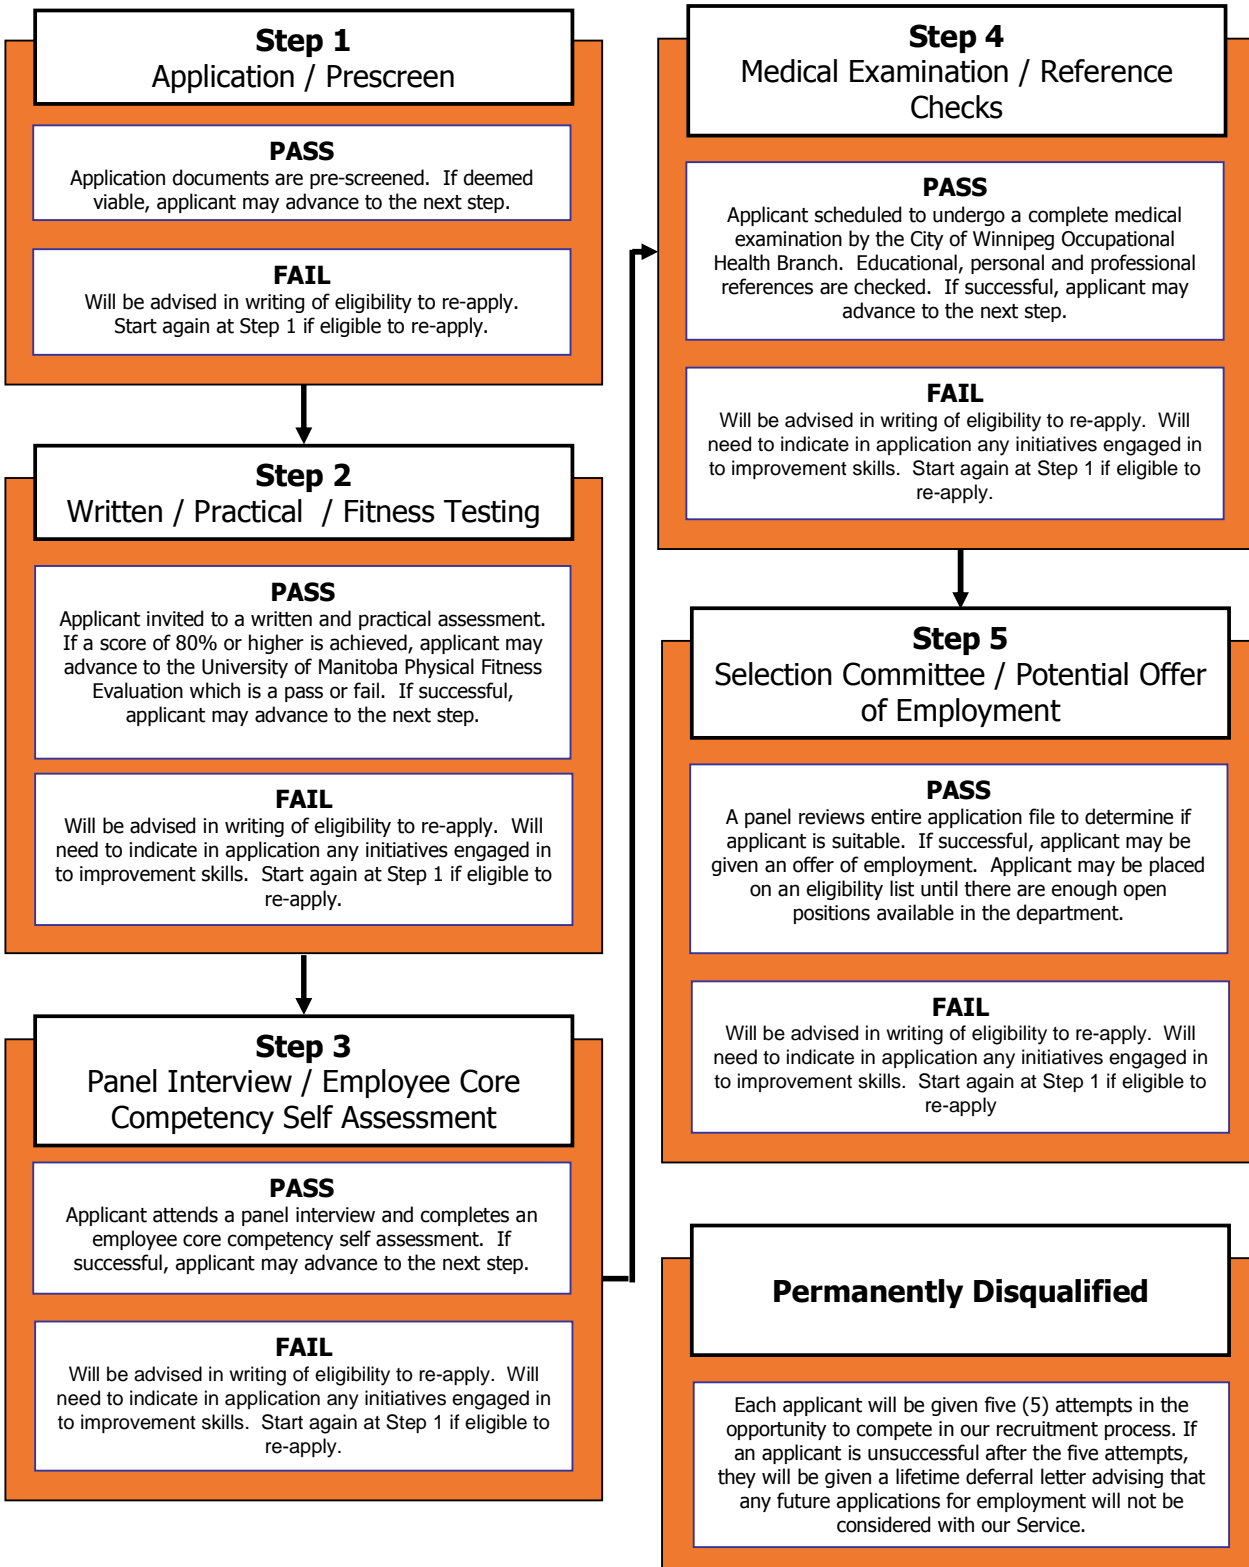 Step 1
Application / Prescreen
PASS
Application documents are pre-screened.  If deemed
viable, applicant may advance to the next step.
FAIL
Will be advised in writing of eligibility to re-apply.
Start again at Step 1 if eligible to re-apply.
Step 2
Written / Practical  / Fitness Testing
PASS
Applicant invited to a written and practical assessment.
If a score of 80% or higher is achieved, applicant may
advance to the University of Manitoba Physical Fitness
Evaluation which is a pass or fail.  If successful,
applicant may advance to the next step.
FAIL
Will be advised in writing of eligibility to re-apply.  Will
need to indicate in application any initiatives engaged in
to improvement skills.  Start again at Step 1 if eligible to
re-apply.
Step 3
Panel Interview / Employee Core
Competency Self Assessment
PASS
Applicant attends a panel interview and completes an
employee core competency self assessment.  If
successful, applicant may advance to the next step.
FAIL
Will be advised in writing of eligibility to re-apply.  Will
need to indicate in application any initiatives engaged in
to improvement skills.  Start again at Step 1 if eligible to
re-apply.
Step 4
Medical Examination / Reference
Checks
PASS
Applicant scheduled to undergo a complete medical
examination by the City of Winnipeg Occupational
Health Branch.  Educational, personal and professional
references are checked.  If successful, applicant may
advance to the next step.
FAIL
Will be advised in writing of eligibility to re-apply.  Will
need to indicate in application any initiatives engaged in
to improvement skills.  Start again at Step 1 if eligible to
re-apply.
Step 5
Selection Committee / Potential Offer
of Employment
PASS
A panel reviews entire application file to determine if
applicant is suitable.  If successful, applicant may be
given an offer of employment.  Applicant may be placed
on an eligibility list until there are enough open
positions available in the department.
FAIL
Will be advised in writing of eligibility to re-apply.  Will
need to indicate in application any initiatives engaged in
to improvement skills.  Start again at Step 1 if eligible to
re-apply
Permanently Disqualified
Each applicant will be given five (5) attempts in the
opportunity to compete in our recruitment process. If
an applicant is unsuccessful after the five attempts,
they will be given a lifetime deferral letter advising that
any future applications for employment will not be
considered with our Service.